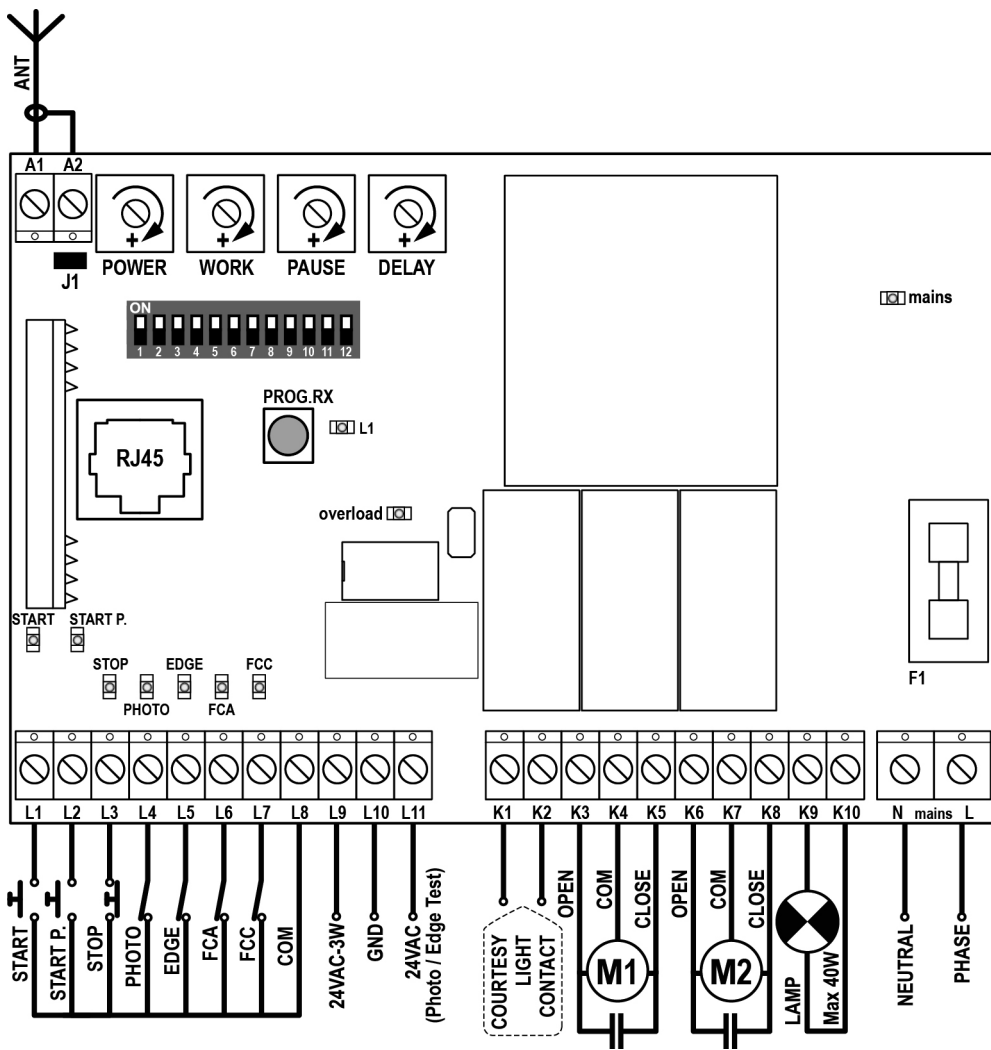 ANT
A1 A2
POWER WORK PAUSE DELAY
J1
mains
ON
1 2 3 4 5 6 7 8 9 10 11 12
PROG.RX
L1
RJ45
overload
START START P.
STOP EDGE FCC
PHOTO FCA
F1
L1 L2 L3 L4 L5 L6 L7 L8 L9 L10 L11 K1 K2 K3 K4 K5 K6 K7 K8 K9 K10 N mains L
START
START P.
STOP
PHOTO
EDGE
FCA
FCC
COM
24VAC-3W
GND
24VAC
(Photo / Edge Test)
COURTESY
LIGHT
CONTACT
OPEN
COM
CLOSE
M1
OPEN
COM
CLOSE
M2
LAMP
Max 40W
NEUTRAL
PHASE